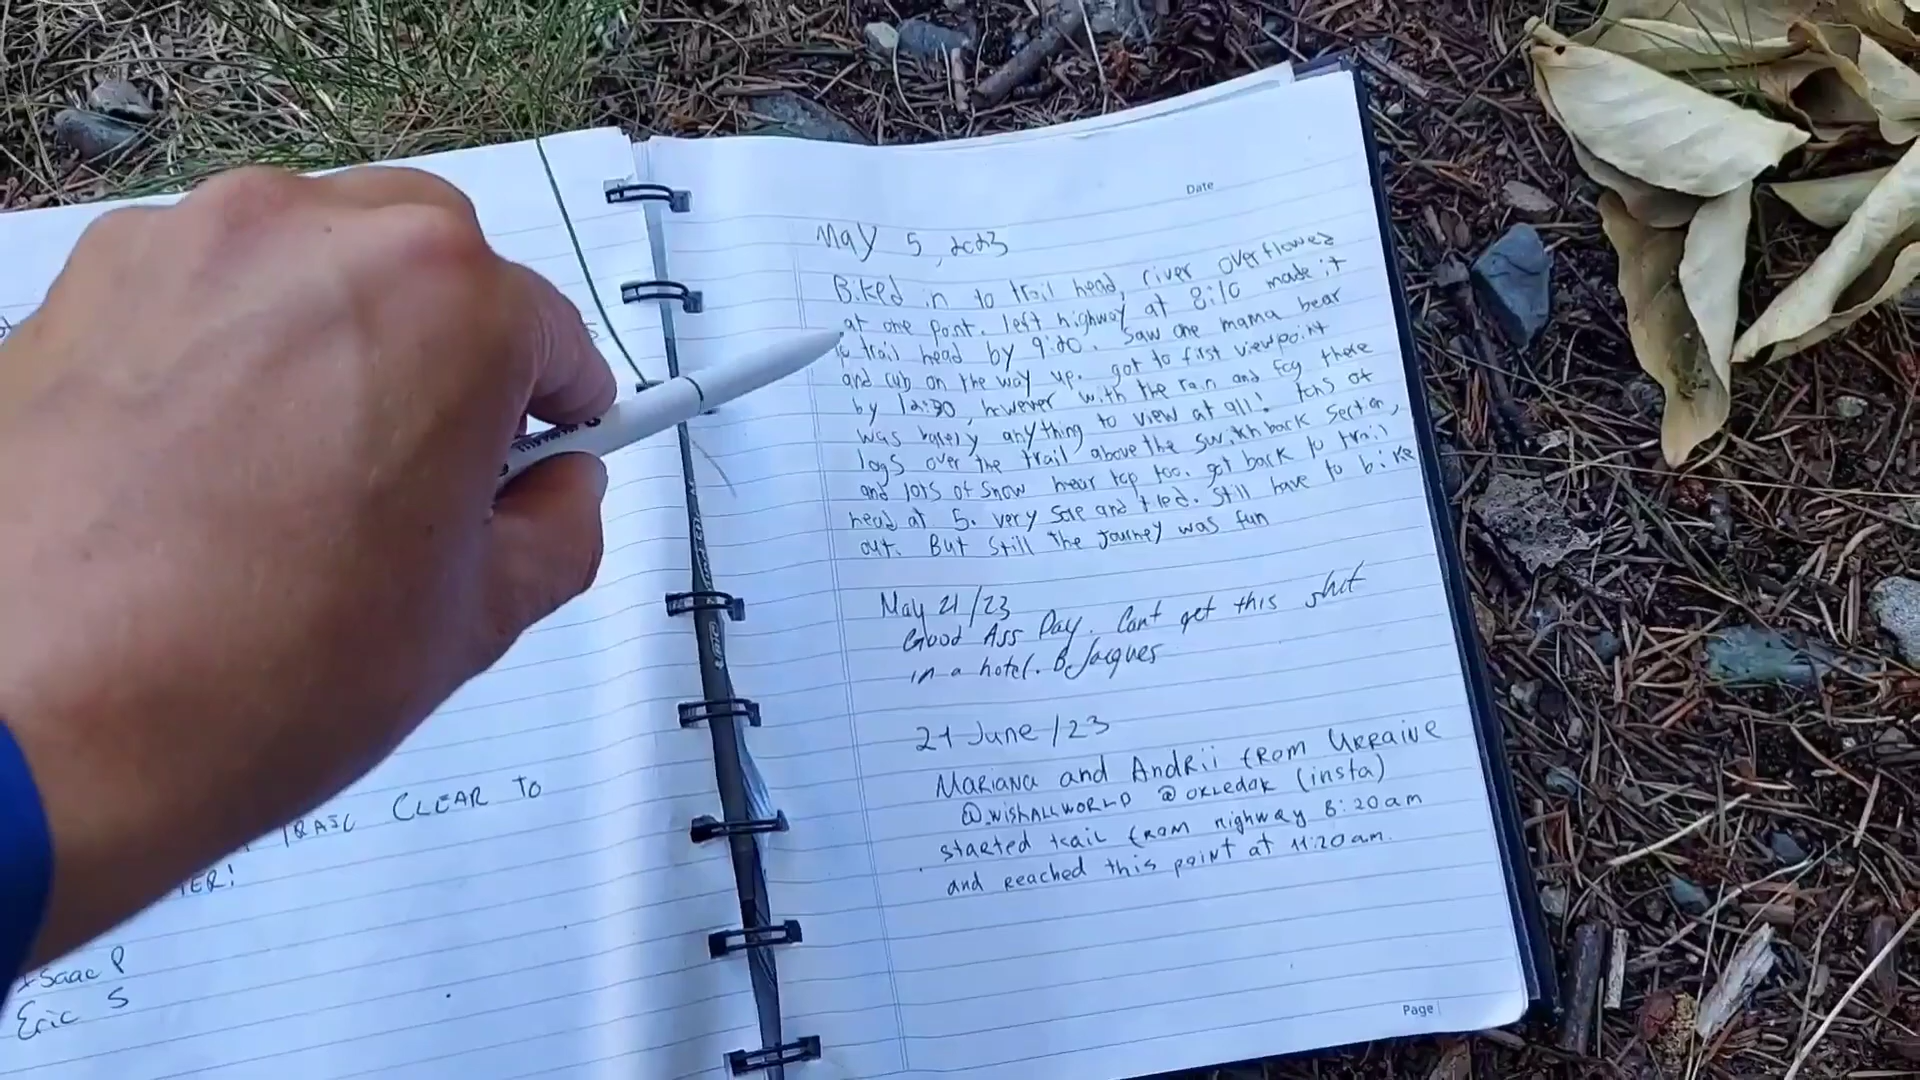 CLEAR TO
Isaac P
Eric S
Date
May 5, 2023
Biked in to trail head, river overflowed
at one point. left highway at 8:10 made it
to trail head by 9:20. Saw one mama bear
and cub on the way up. got to first viewpoint
by 12:30, however with the rain and fog there
was barely anything to view at all! tons of
logs over the trail above the switchback section,
and lots of snow near top too. got back to trail
head at 5. very sore and tired. still have to bike
out. But still the journey was fun
May 21/23
Good Ass Day. Cant get this shit
in a hotel. B. Jacques
21 June /23
Mariana and Andrii from Ukraine
@wishallworld @okledok (insta)
started trail from highway 8:20am
and reached this point at 11:20am.
Page